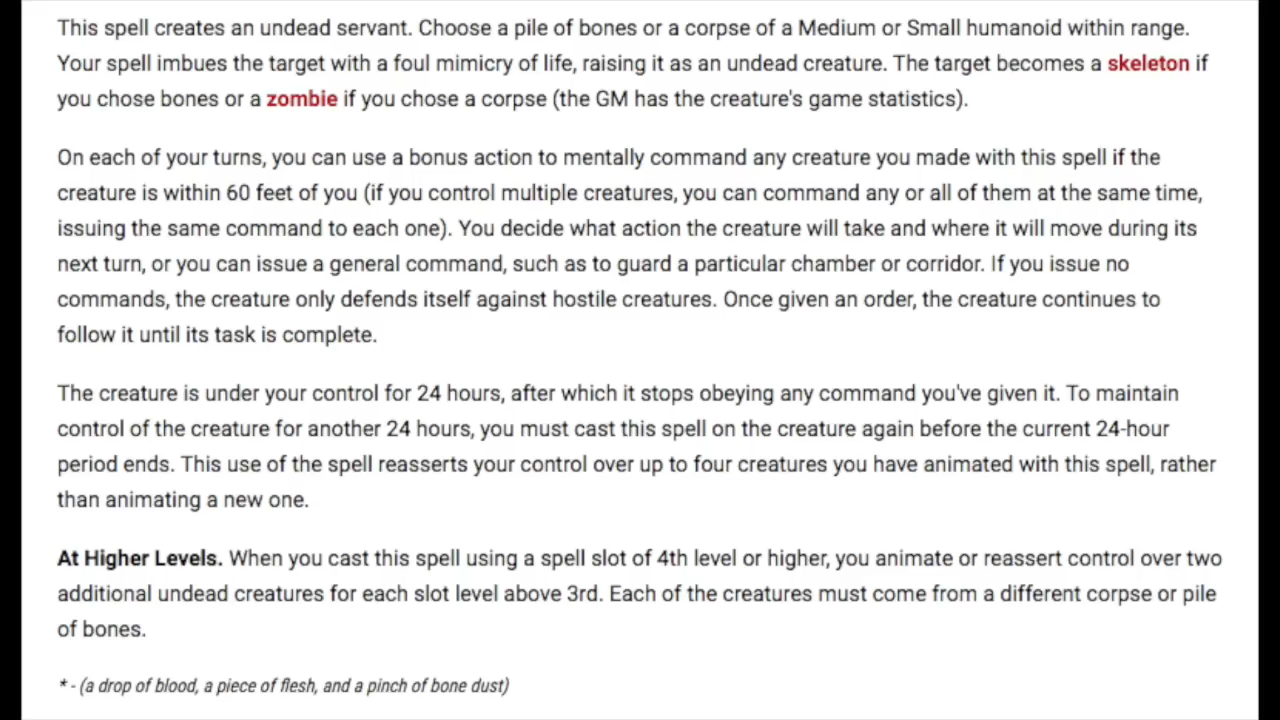 This spell creates an undead servant. Choose a pile of bones or a corpse of a Medium or Small humanoid within range.
Your spell imbues the target with a foul mimicry of life, raising it as an undead creature. The target becomes a skeleton if
you chose bones or a zombie if you chose a corpse (the GM has the creature's game statistics).
On each of your turns, you can use a bonus action to mentally command any creature you made with this spell if the
creature is within 60 feet of you (if you control multiple creatures, you can command any or all of them at the same time,
issuing the same command to each one). You decide what action the creature will take and where it will move during its
next turn, or you can issue a general command, such as to guard a particular chamber or corridor. If you issue no
commands, the creature only defends itself against hostile creatures. Once given an order, the creature continues to
follow it until its task is complete.
The creature is under your control for 24 hours, after which it stops obeying any command you've given it. To maintain
control of the creature for another 24 hours, you must cast this spell on the creature again before the current 24-hour
period ends. This use of the spell reasserts your control over up to four creatures you have animated with this spell, rather
than animating a new one.
At Higher Levels. When you cast this spell using a spell slot of 4th level or higher, you animate or reassert control over two
additional undead creatures for each slot level above 3rd. Each of the creatures must come from a different corpse or pile
of bones.
* - (a drop of blood, a piece of flesh, and a pinch of bone dust)